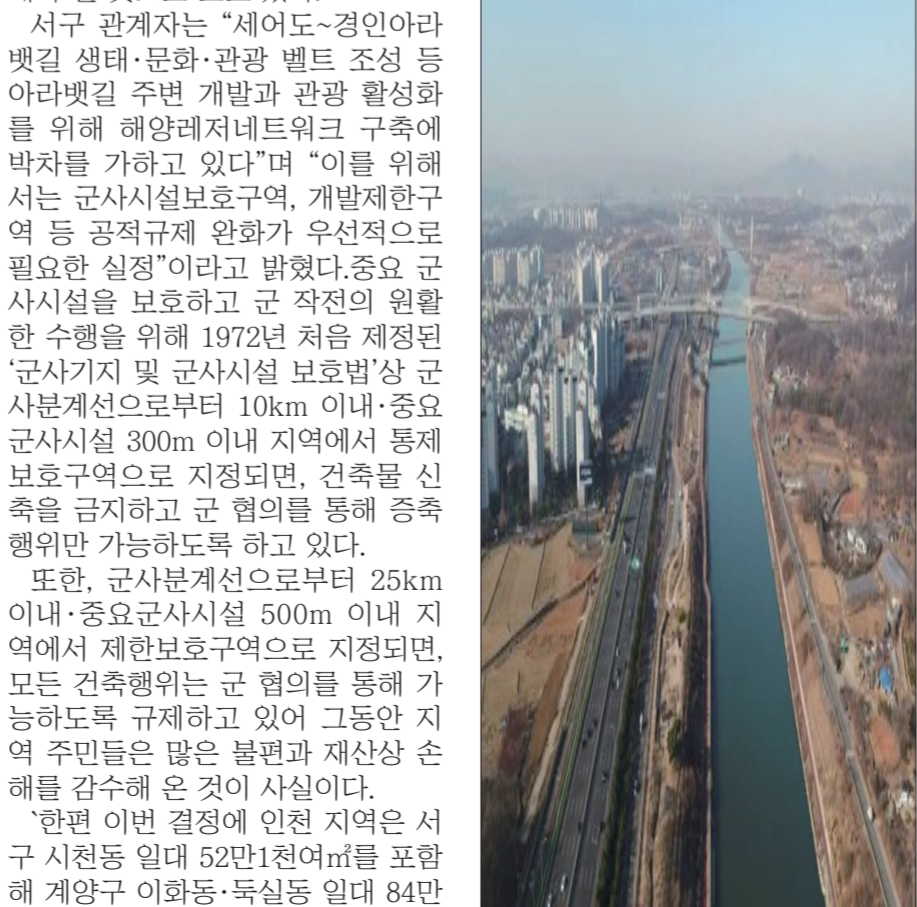 서구 관계자는 “세어도~경인아라
뱃길 생태·문화·관광 벨트 조성 등
아라뱃길 주변 개발과 관광 활성화
를 위해 해양레저네트워크 구축에
박차를 가하고 있다”며 “이를 위해
서는 군사시설보호구역, 개발제한구
역 등 공적규제 완화가 우선적으로
필요한 실정”이라고 밝혔다.중요 군
사시설을 보호하고 군 작전의 원활
한 수행을 위해 1972년 처음 제정된
‘군사기지 및 군사시설 보호법’상 군
사분계선으로부터 10km 이내·중요
군사시설 300m 이내 지역에서 통제
보호구역으로 지정되면, 건축물 신
축을 금지하고 군 협의를 통해 증축
행위만 가능하도록 하고 있다.
또한, 군사분계선으로부터 25km
이내·중요군사시설 500m 이내 지
역에서 제한보호구역으로 지정되면,
모든 건축행위는 군 협의를 통해 가
능하도록 규제하고 있어 그동안 지
역 주민들은 많은 불편과 재산상 손
해를 감수해 온 것이 사실이다.
‵한편 이번 결정에 인천 지역은 서
구 시천동 일대 52만1천여㎡를 포함
해 계양구 이화동·둑실동 일대 84만